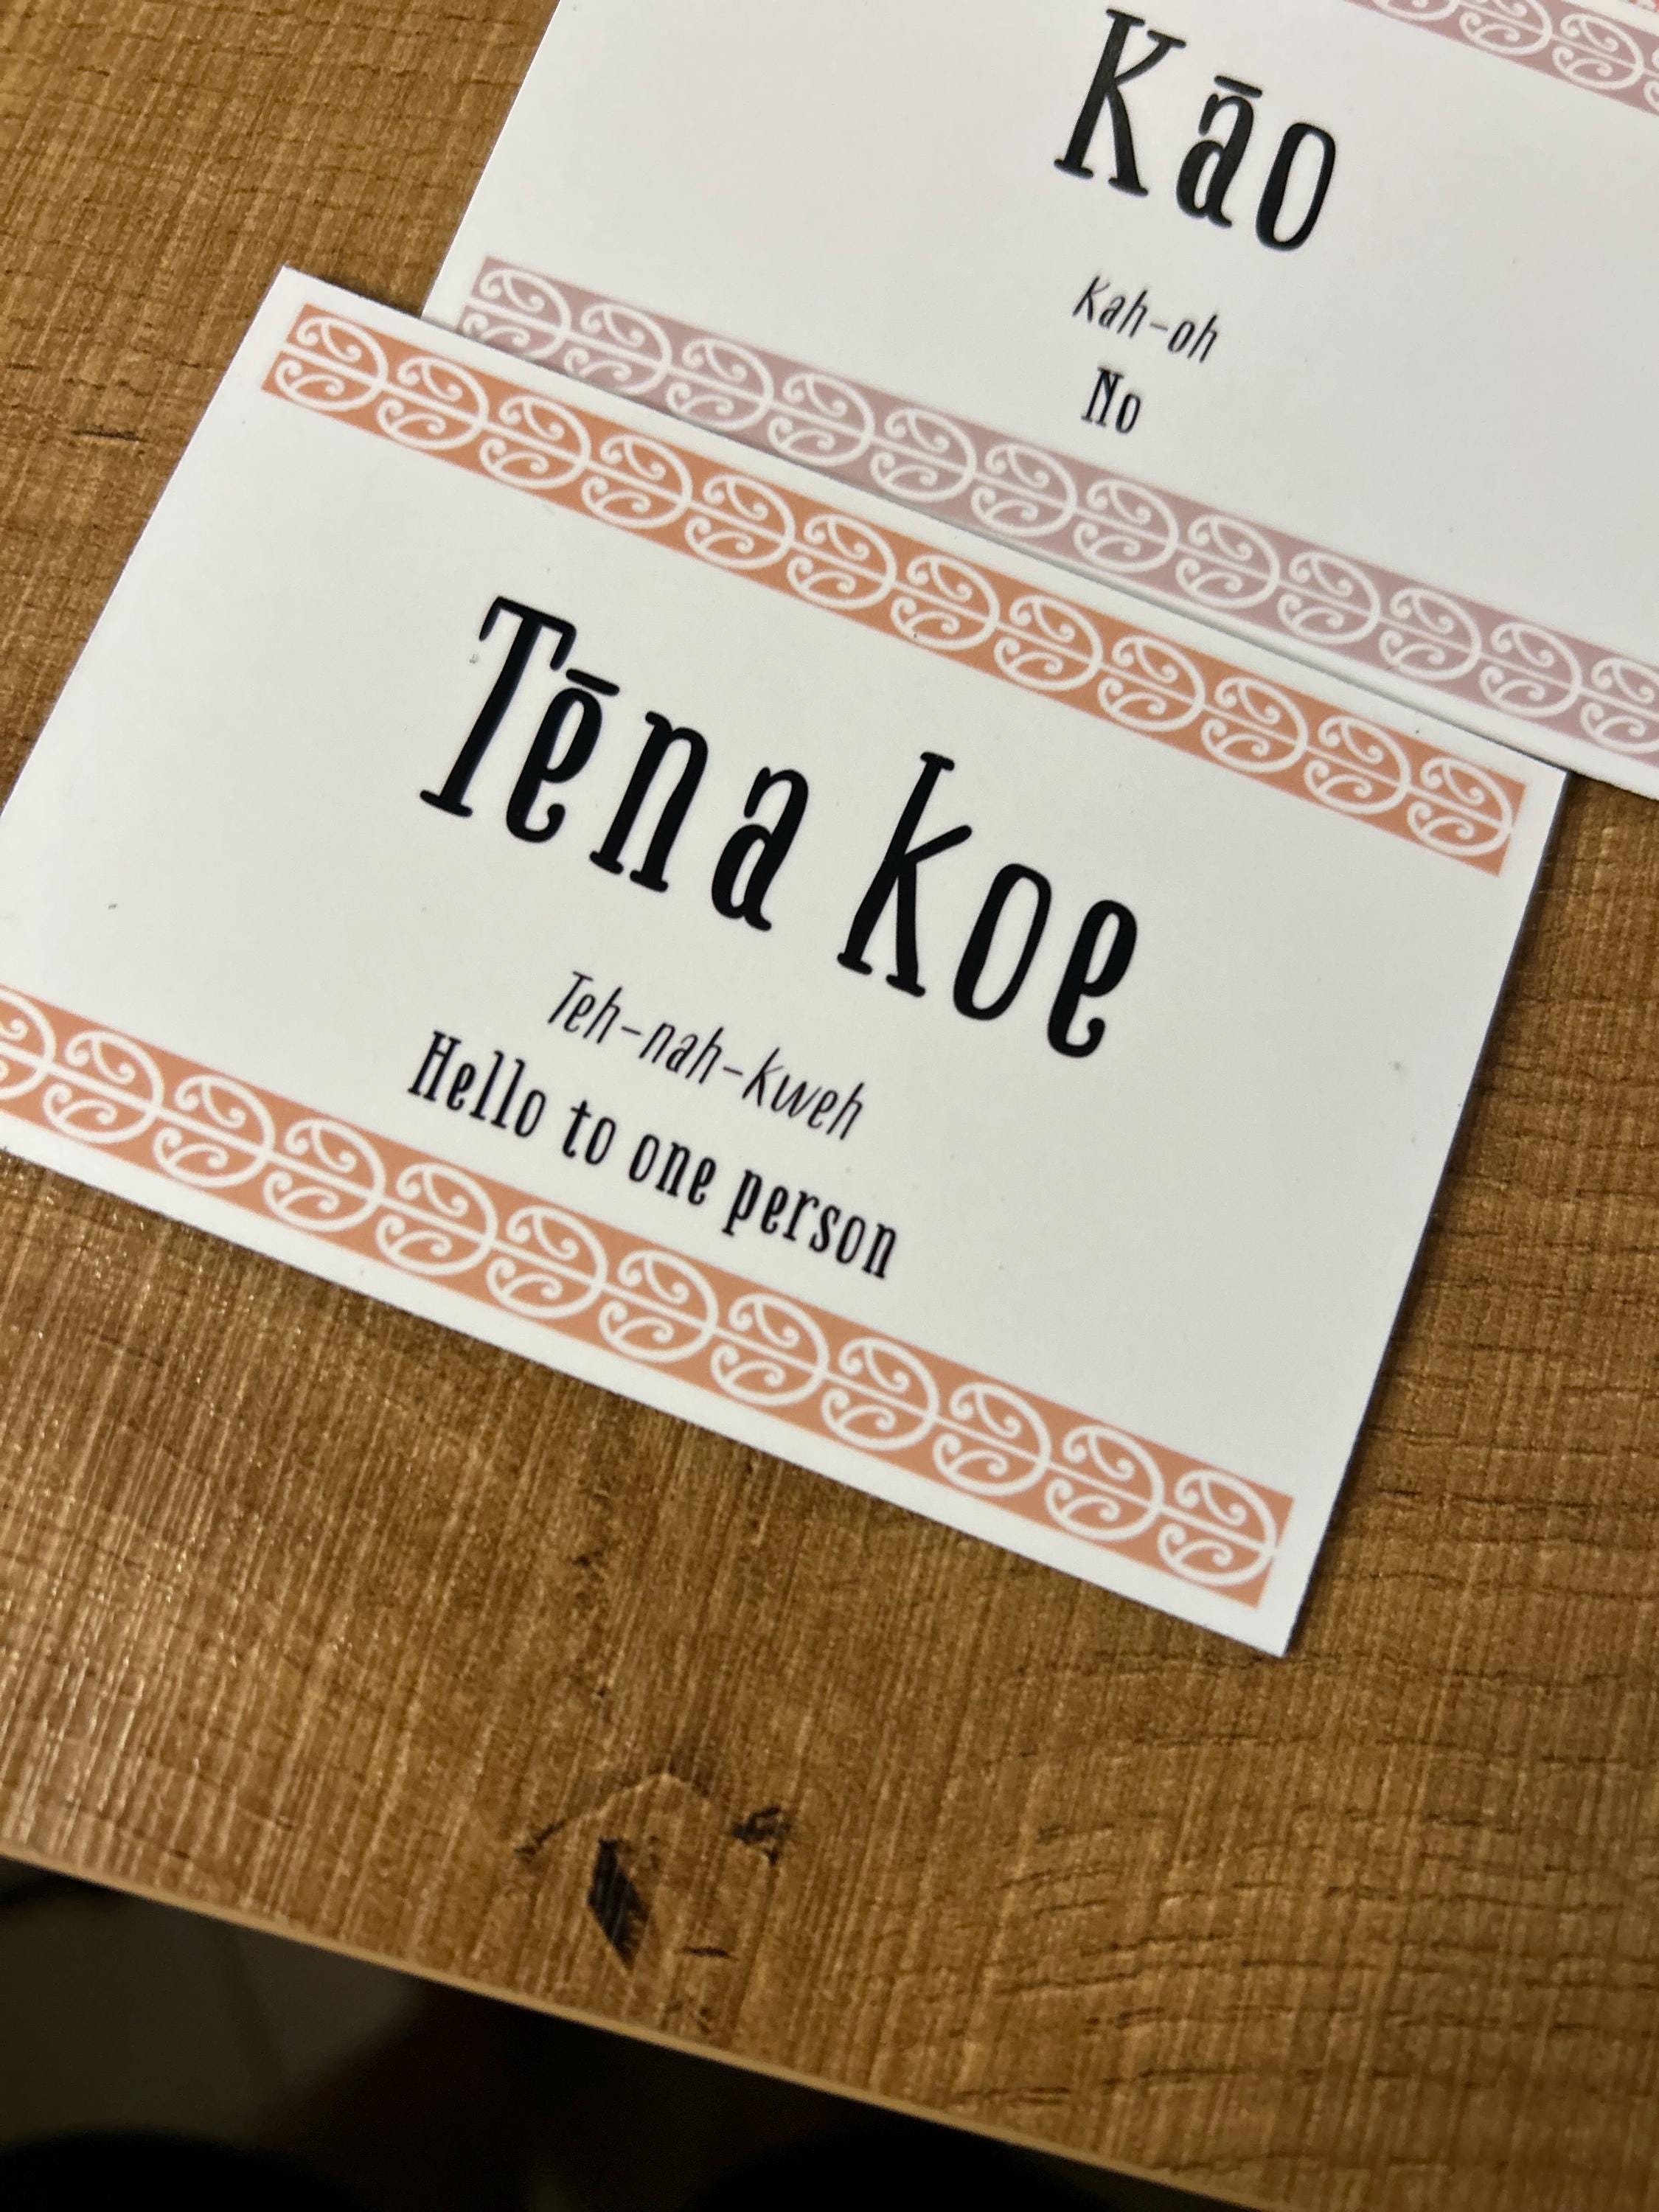 Kāo
Kah-oh
No
Tēna koe
Teh-nah-kweh
Hello to one person